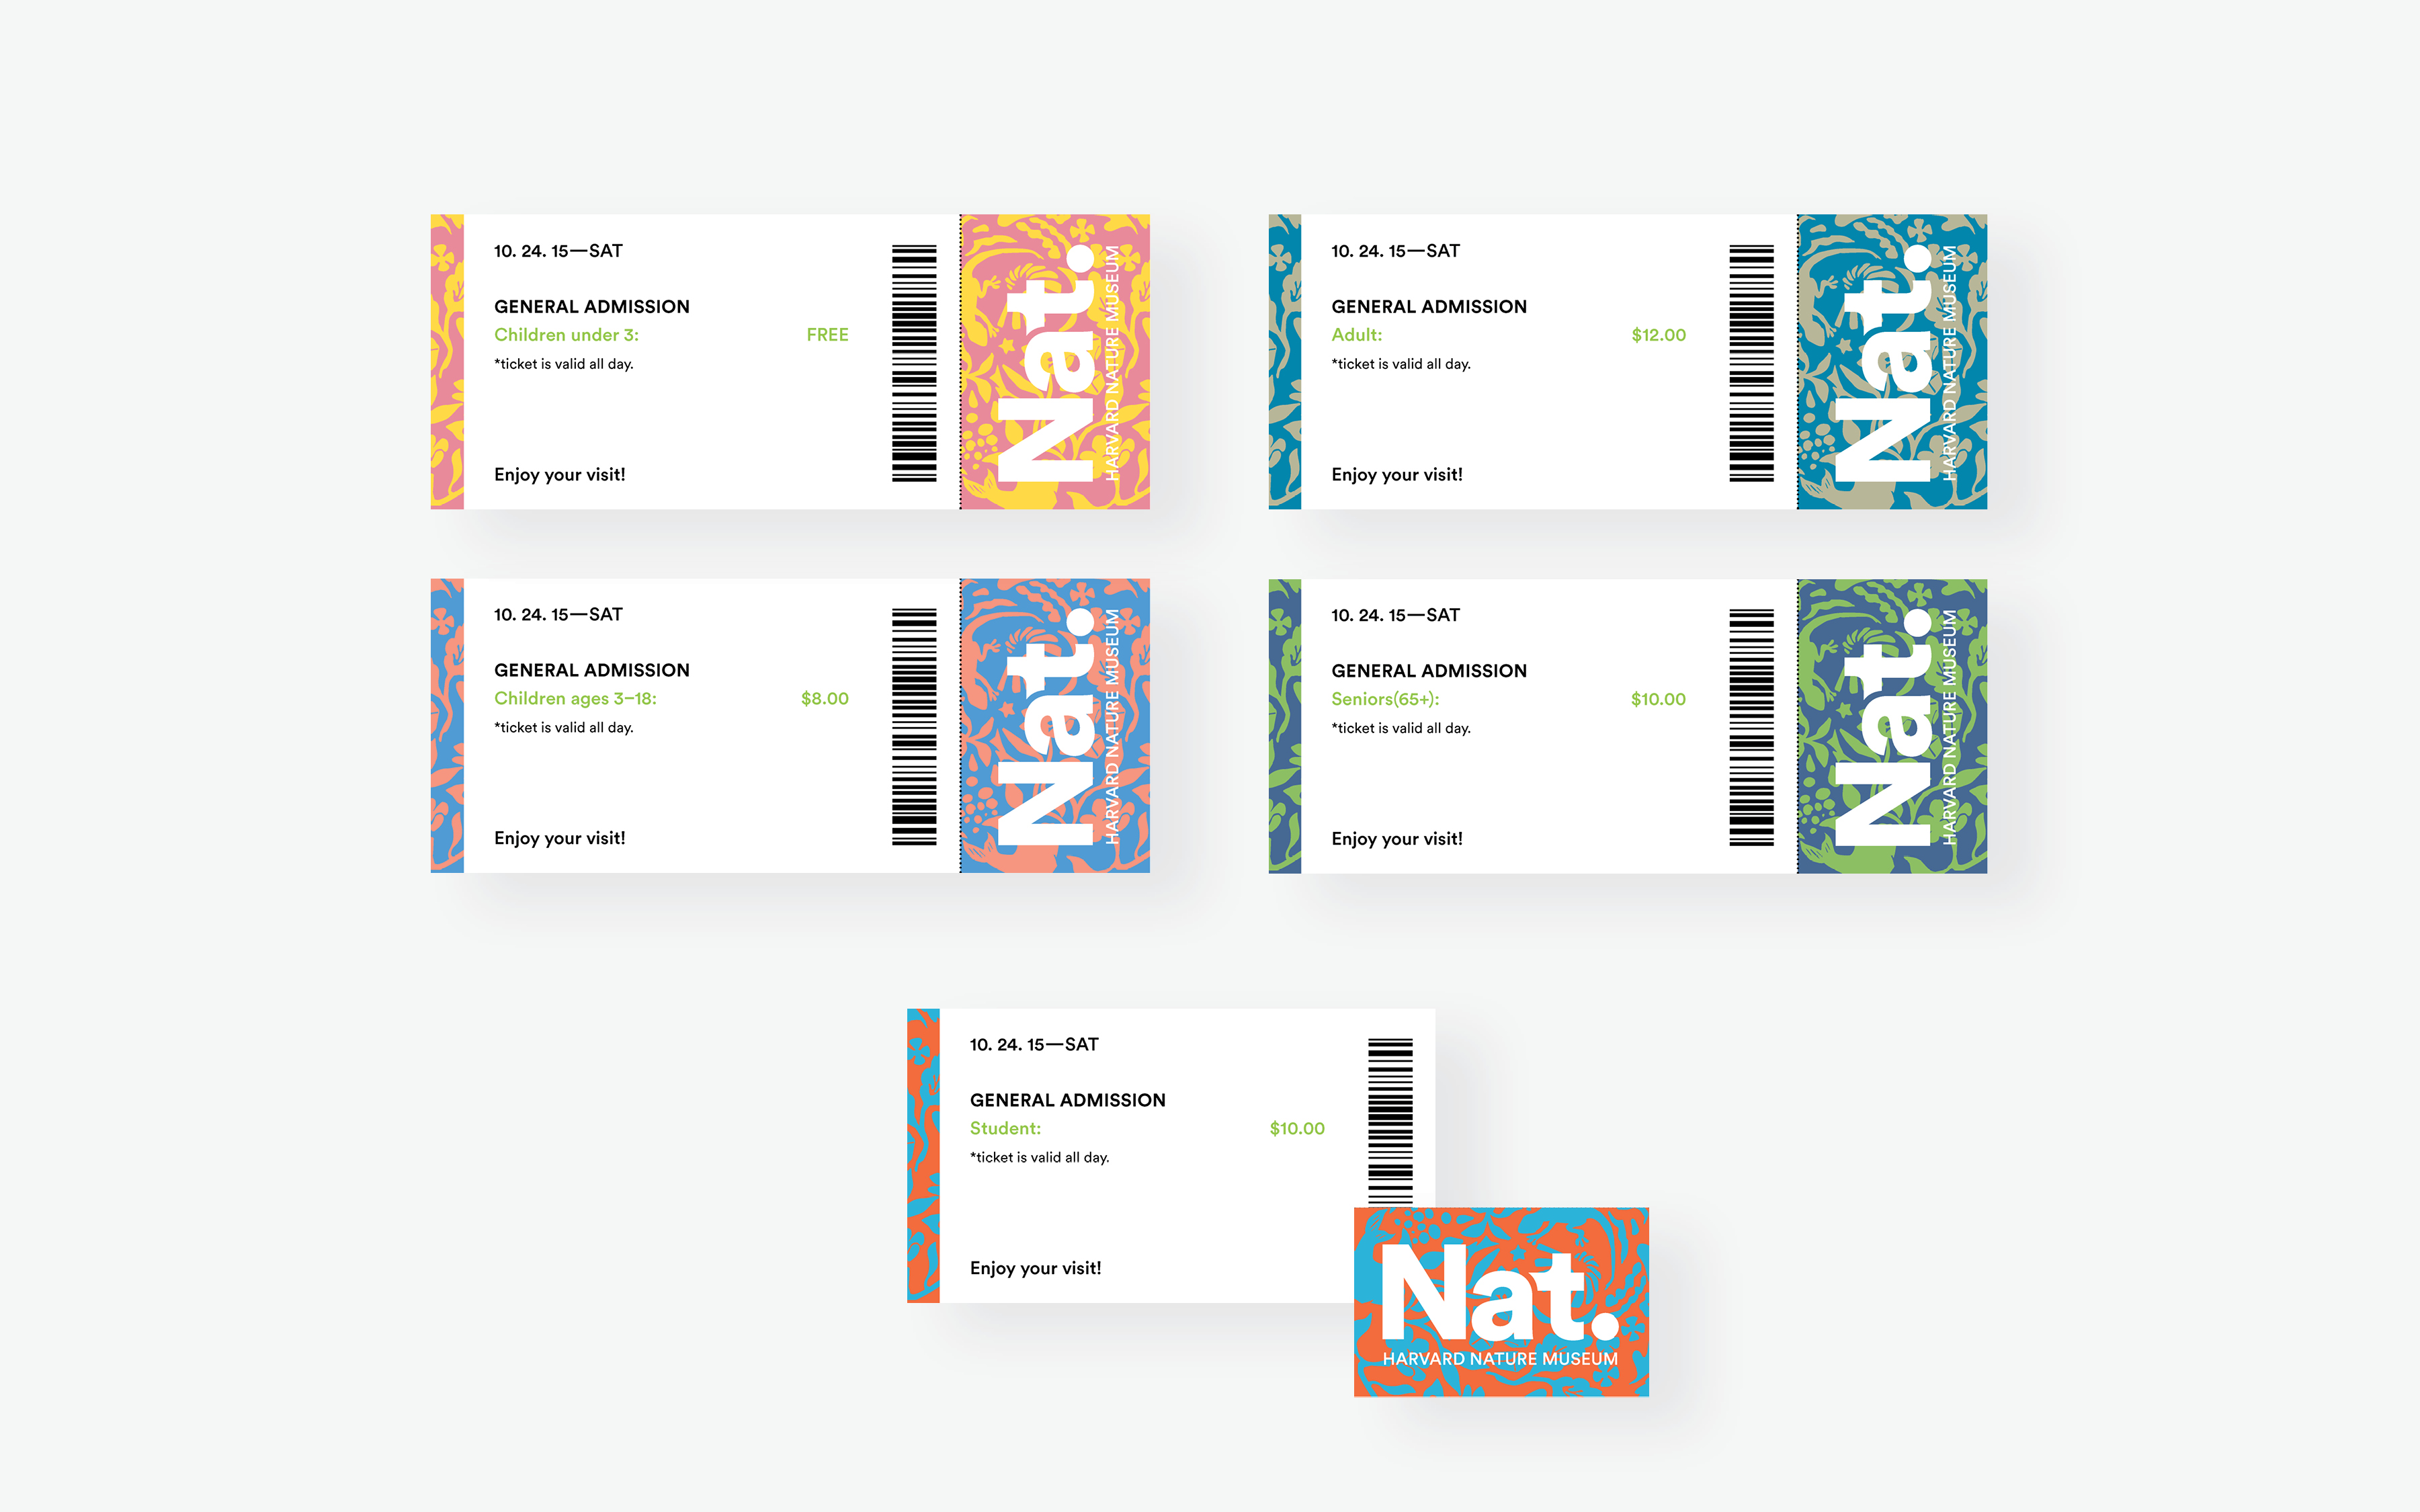 10. 24. 15—SAT
GENERAL ADMISSION
Children under 3: FREE
*ticket is valid all day.
Enjoy your visit!
Nat.
HARVARD NATURE MUSEUM
10. 24. 15—SAT
GENERAL ADMISSION
Adult: $12.00
*ticket is valid all day.
Enjoy your visit!
Nat.
HARVARD NATURE MUSEUM
10. 24. 15—SAT
GENERAL ADMISSION
Children ages 3–18: $8.00
*ticket is valid all day.
Enjoy your visit!
Nat.
HARVARD NATURE MUSEUM
10. 24. 15—SAT
GENERAL ADMISSION
Seniors(65+): $10.00
*ticket is valid all day.
Enjoy your visit!
Nat.
HARVARD NATURE MUSEUM
10. 24. 15—SAT
GENERAL ADMISSION
Student: $10.00
*ticket is valid all day.
Enjoy your visit!
Nat.
HARVARD NATURE MUSEUM